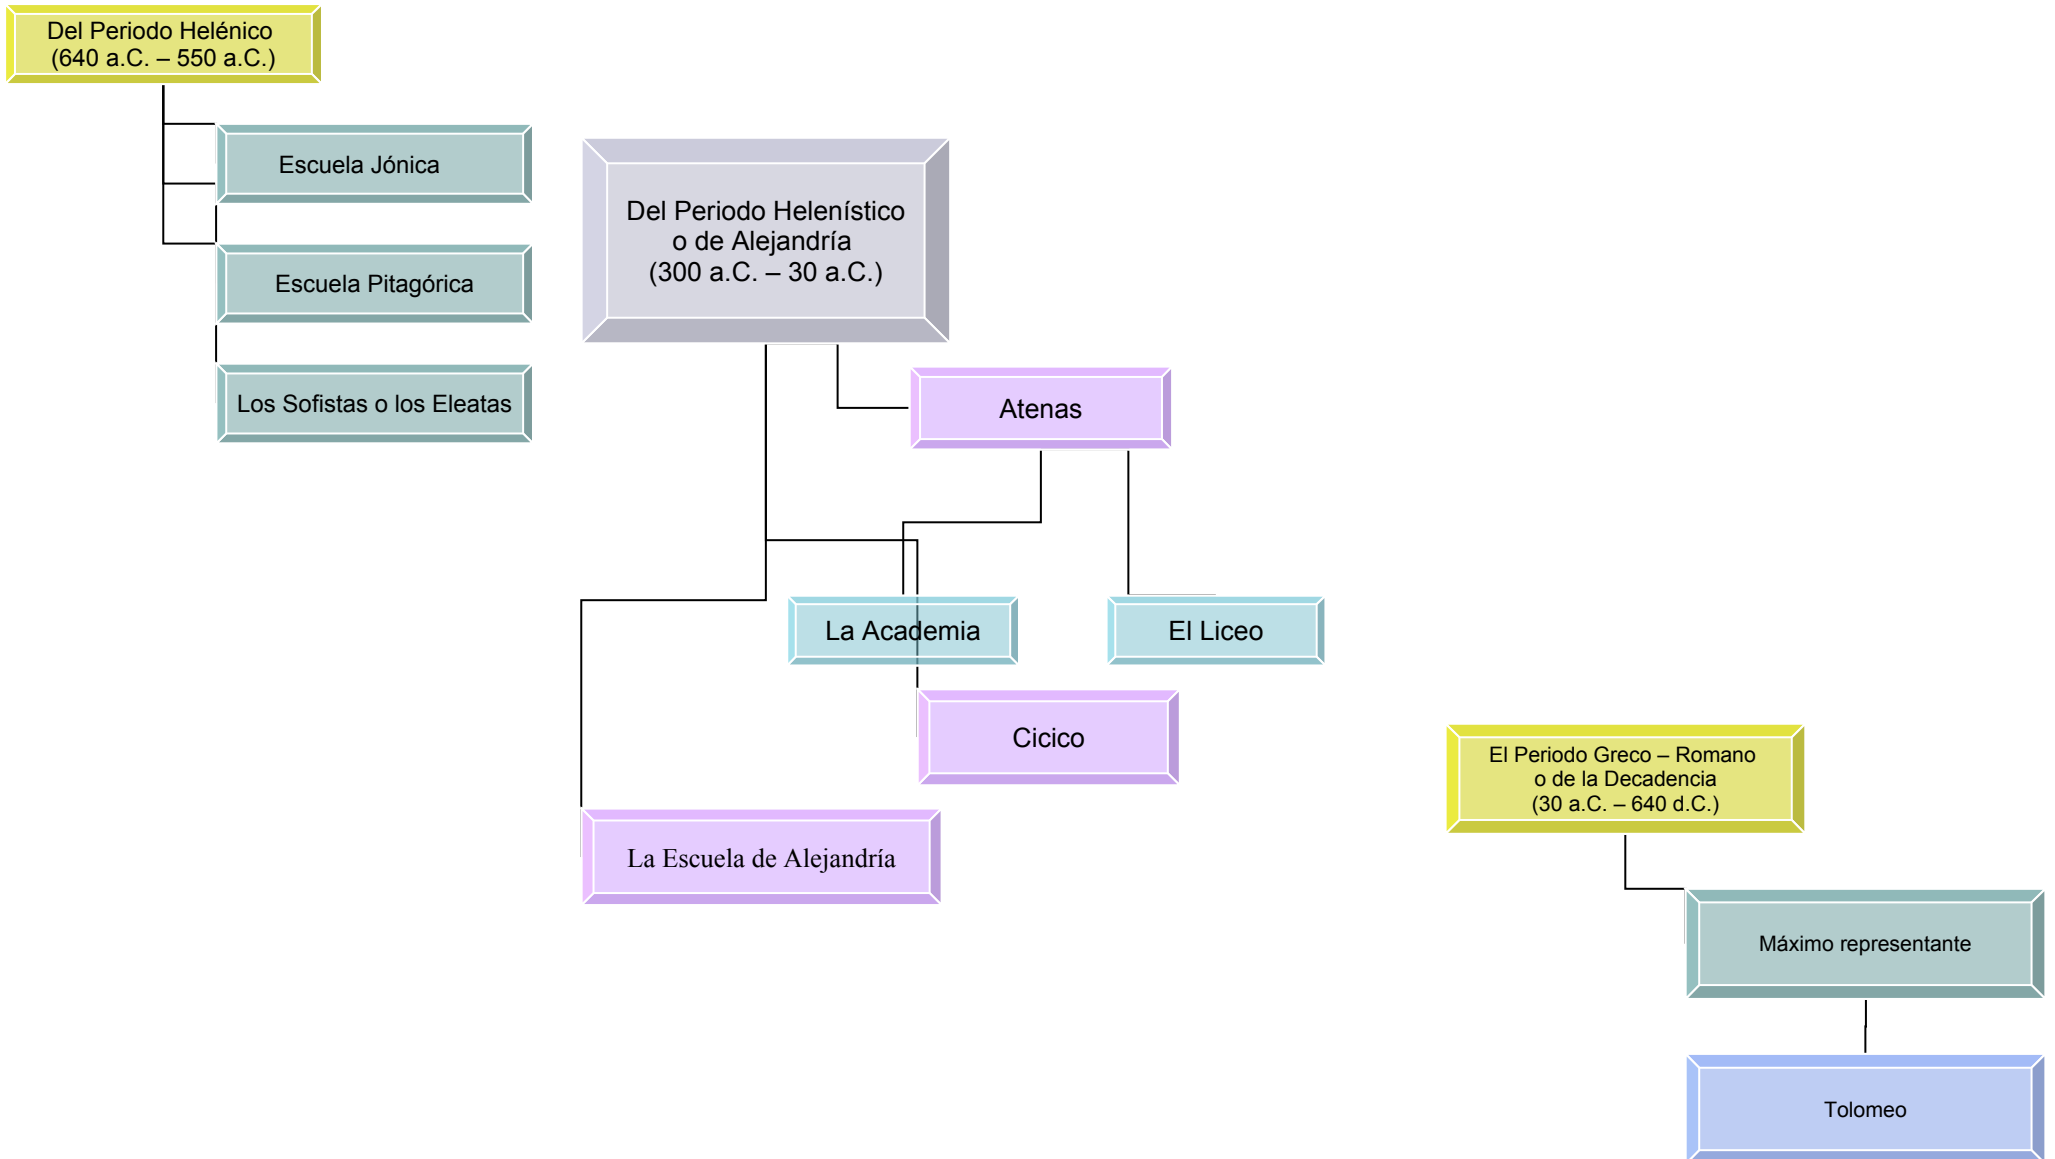 Del Periodo Helénico
(640 a.C. – 550 a.C.)
Escuela Jónica
Escuela Pitagórica
Los Sofistas o los Eleatas
Del Periodo Helenístico
o de Alejandría
(300 a.C. – 30 a.C.)
Atenas
La Academia
El Liceo
Cicico
La Escuela de Alejandría
El Periodo Greco – Romano
o de la Decadencia
(30 a.C. – 640 d.C.)
Máximo representante
Tolomeo